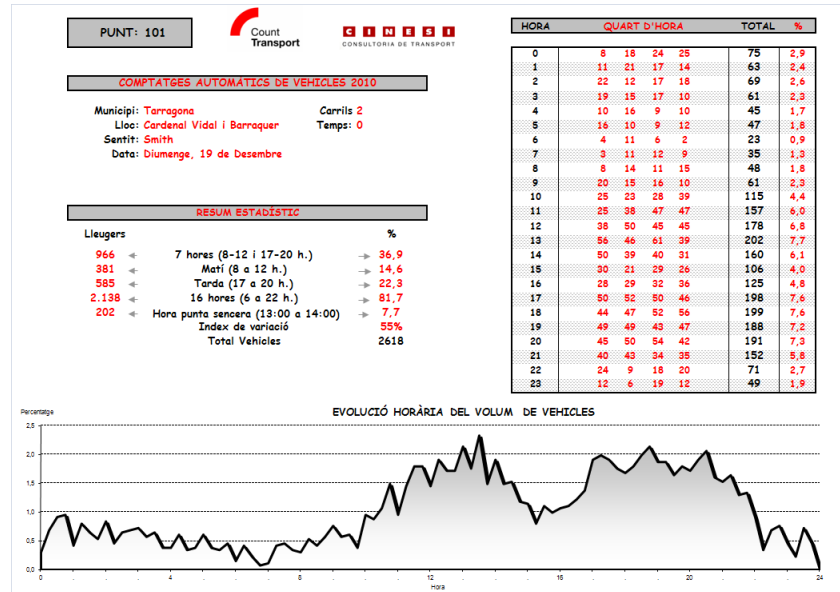 PUNT: 101
Count
Transport
CINESI
CONSULTORIA DE TRANSPORT
COMPTATGES AUTOMÀTICS DE VEHICLES 2010
Municipi: Tarragona Carrils 2
Lloc: Cardenal Vidal i Barraquer Temps: 0
Sentit: Smith
Data: Diumenge, 19 de Desembre
RESUM ESTADÍSTIC
Lleugers %
966 7 hores (8-12 i 17-20 h.) 36,9
381 Matí (8 a 12 h.) 14,6
585 Tarda (17 a 20 h.) 22,3
2.138 16 hores (6 a 22 h.) 81,7
202 Hora punta sencera (13:00 a 14:00) 7,7
Index de variació 55%
Total Vehicles 2618
HORA QUART D'HORA TOTAL %
0 8 18 24 25 75 2,9
1 11 21 17 14 63 2,4
2 22 12 17 18 69 2,6
3 19 15 17 10 61 2,3
4 10 16 9 10 45 1,7
5 16 10 9 12 47 1,8
6 4 11 6 2 23 0,9
7 3 11 12 9 35 1,3
8 8 14 11 15 48 1,8
9 20 15 16 10 61 2,3
10 25 23 28 39 115 4,4
11 25 38 47 47 157 6,0
12 38 50 45 45 178 6,8
13 56 46 61 39 202 7,7
14 50 39 40 31 160 6,1
15 30 21 29 26 106 4,0
16 28 29 32 36 125 4,8
17 50 52 50 46 198 7,6
18 44 47 52 56 199 7,6
19 49 49 43 47 188 7,2
20 45 50 54 42 191 7,3
21 40 43 34 35 152 5,8
22 24 9 18 20 71 2,7
23 12 6 19 12 49 1,9
EVOLUCIÓ HORÀRIA DEL VOLUM DE VEHICLES
Percentatge
2,5
2,0
1,5
1,0
0,5
0,0
0 . . . 4 . . . 8 . . . 12 . . . 16 . . . 20 . . . 24
Hora